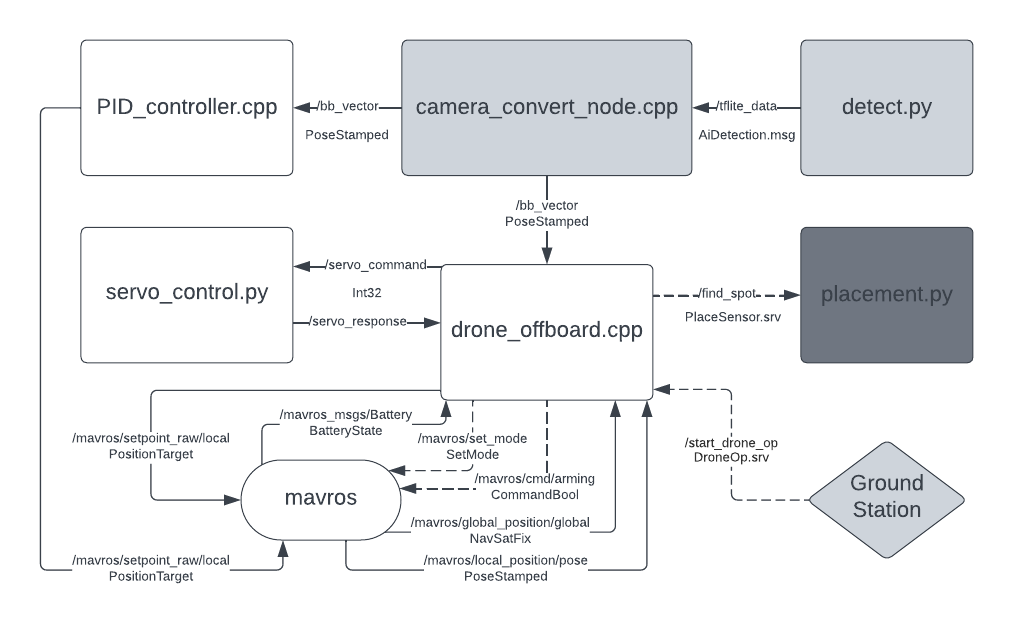 PID_controller.cpp
/bb_vector
PoseStamped
camera_convert_node.cpp
/tflite_data
AiDetection.msg
detect.py
/bb_vector
PoseStamped
servo_control.py
/servo_command
Int32
/servo_response
drone_offboard.cpp
/find_spot
PlaceSensor.srv
placement.py
/mavros/setpoint_raw/local
PositionTarget
/mavros_msgs/Battery
BatteryState
/mavros/set_mode
SetMode
/mavros/cmd/arming
CommandBool
/start_drone_op
DroneOp.srv
Ground
Station
mavros
/mavros/global_position/global
NavSatFix
/mavros/setpoint_raw/local
PositionTarget
/mavros/local_position/pose
PoseStamped